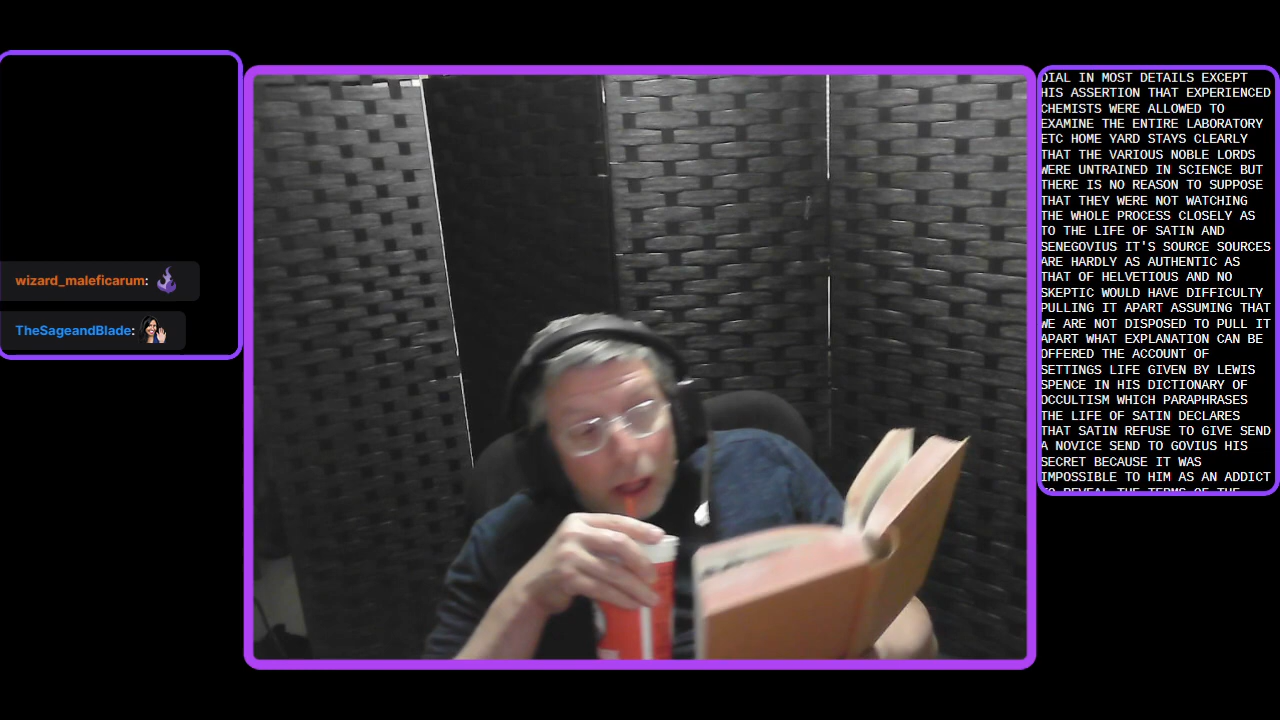 wizard_maleficarum:
TheSageandBlade:
DIAL IN MOST DETAILS EXCEPT
HIS ASSERTION THAT EXPERIENCED
CHEMISTS WERE ALLOWED TO
EXAMINE THE ENTIRE LABORATORY
ETC HOME YARD STAYS CLEARLY
THAT THE VARIOUS NOBLE LORDS
WERE UNTRAINED IN SCIENCE BUT
THERE IS NO REASON TO SUPPOSE
THAT THEY WERE NOT WATCHING
THE WHOLE PROCESS CLOSELY AS
TO THE LIFE OF SATIN AND
SENEGOVIUS IT'S SOURCE SOURCES
ARE HARDLY AS AUTHENTIC AS
THAT OF HELVETIOUS AND NO
SKEPTIC WOULD HAVE DIFFICULTY
PULLING IT APART ASSUMING THAT
WE ARE NOT DISPOSED TO PULL IT
APART WHAT EXPLANATION CAN BE
OFFERED THE ACCOUNT OF
SETTINGS LIFE GIVEN BY LEWIS
SPENCE IN HIS DICTIONARY OF
OCCULTISM WHICH PARAPHRASES
THE LIFE OF SATIN DECLARES
THAT SATIN REFUSE TO GIVE SEND
A NOVICE SEND TO GOVIUS HIS
SECRET BECAUSE IT WAS
IMPOSSIBLE TO HIM AS AN ADDICT
TO REVEAL THE TERMS OF THE